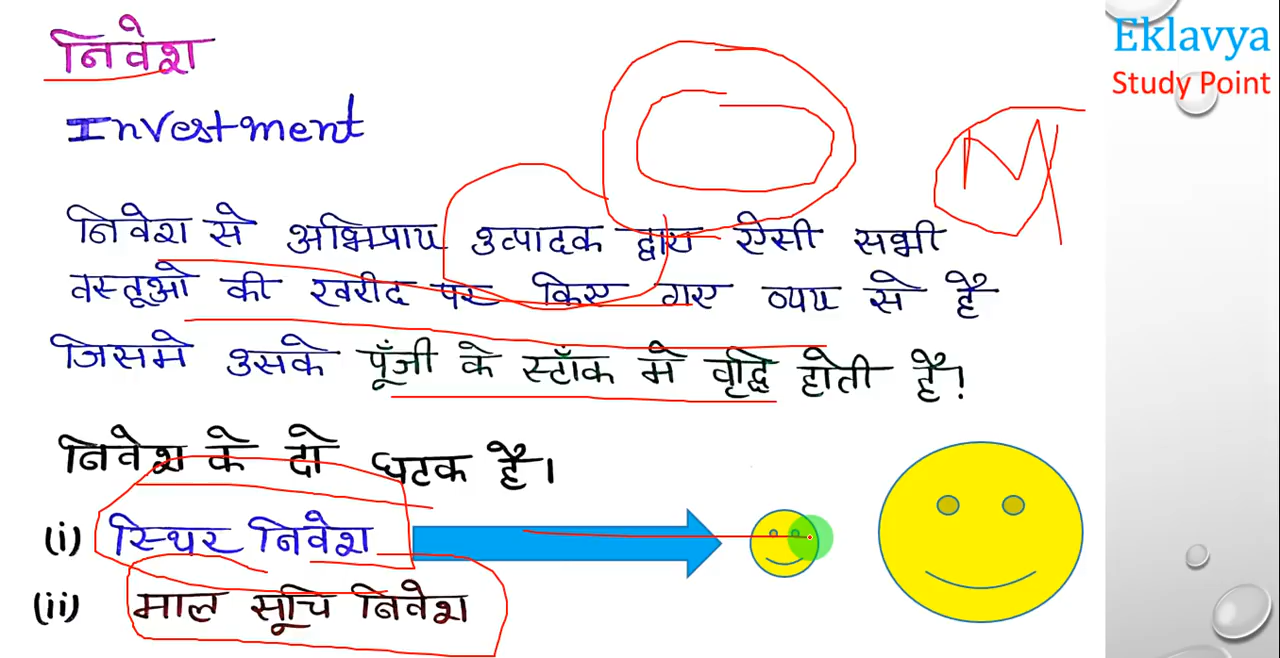 निवेश
Investment
निवेश से अभिप्राय उत्पादक द्वारा ऐसी सभी
वस्तूओ की खरीद पर किए गए व्यय से है
जिसमे उसके पूँजी के स्टॉक मे वृद्धि होती है!
निवेश के दो घटक है।
(i) स्थिर निवेश
(ii) माल सूचि निवेश
M
Eklavya
Study Point